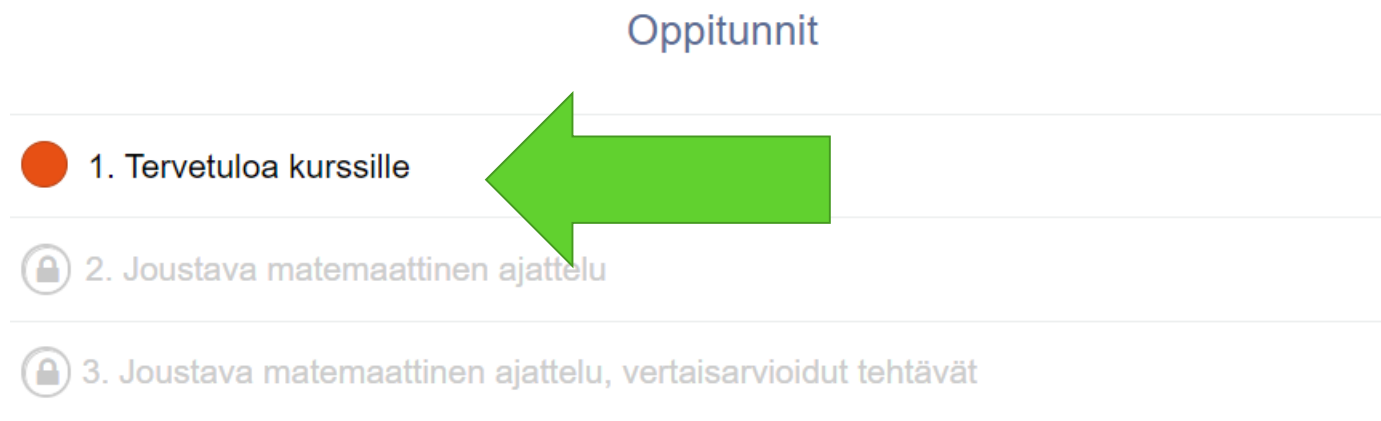 Oppitunnit
1. Tervetuloa kurssille
2. Joustava matemaattinen ajattelu
3. Joustava matemaattinen ajattelu, vertaisarvioidut tehtävät